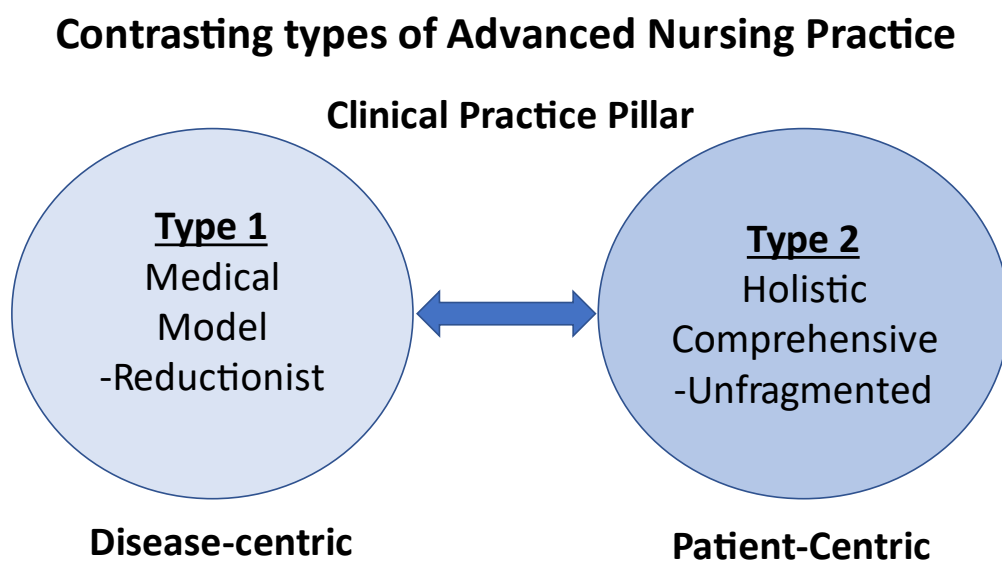 Contrasting types of Advanced Nursing Practice
Clinical Practice Pillar
Type 1
Medical
Model
-Reductionist
Type 2
Holistic
Comprehensive
-Unfragmented
Disease-centric
Patient-Centric